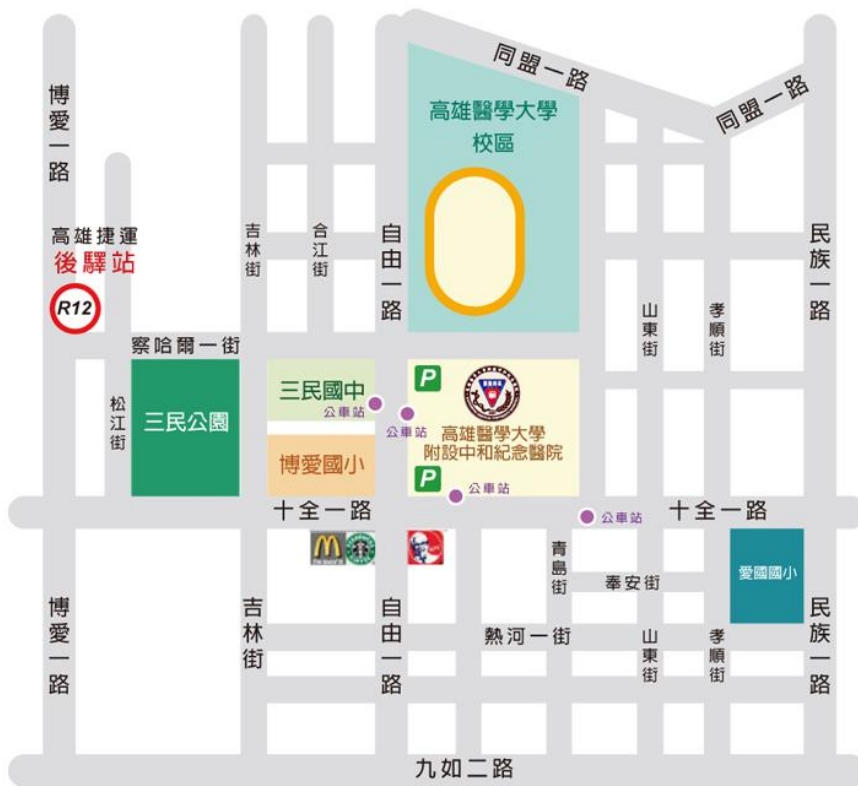 同盟一路
同盟一路
博愛一路
高雄醫學大學
校區
高雄捷運
後驛站
R12
吉林街
合江街
自由一路
山東街
孝順街
民族一路
察哈爾一街
松江街
三民公園
三民國中
公車站
P
公車站
高雄醫學大學
附設中和紀念醫院
博愛國小
P
公車站
十全一路
公車站
十全一路
青島街
奉安街
愛國國小
博愛一路
吉林街
自由一路
熱河一街
山東街
孝順街
民族一路
九如二路